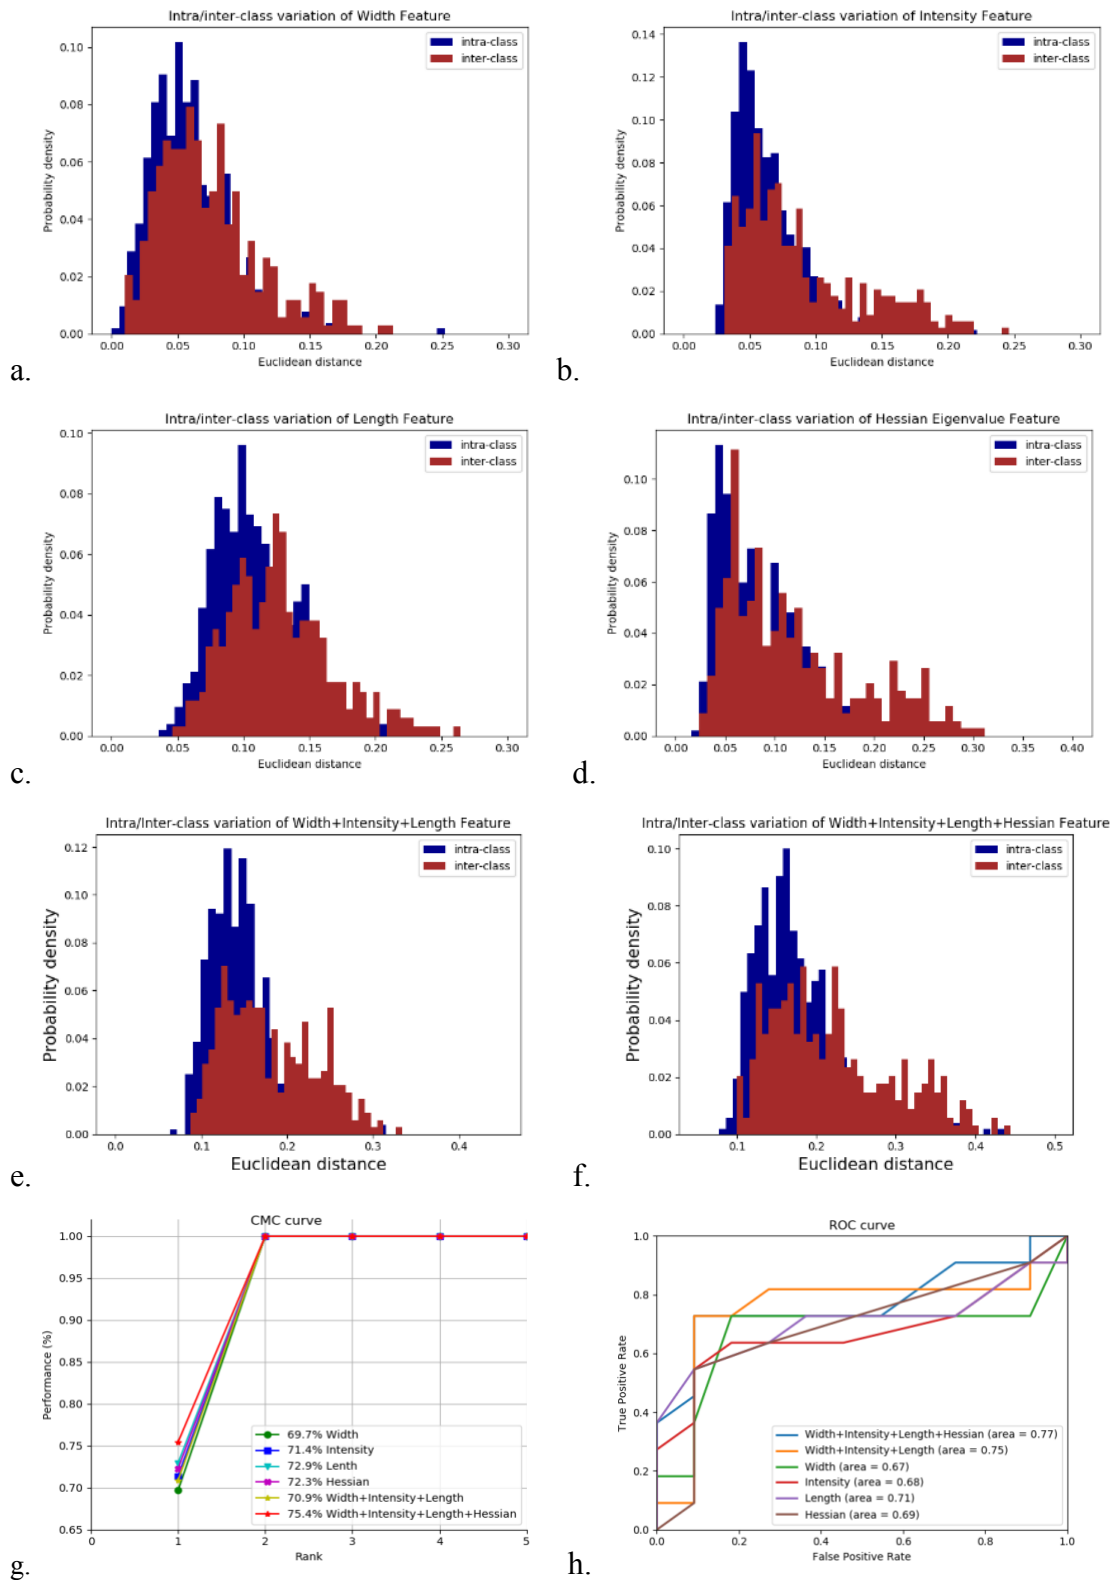 Intra/inter-class variation of Width Feature
0.10
0.08
0.06
0.04
0.02
0.00
Probability density
intra-class
inter-class
0.00 0.05 0.10 0.15 0.20 0.25 0.30
Euclidean distance
a.
Intra/inter-class variation of Intensity Feature
0.14
0.12
0.10
0.08
0.06
0.04
0.02
0.00
Probability density
intra-class
inter-class
0.00 0.05 0.10 0.15 0.20 0.25 0.30
Euclidean distance
b.
Intra/inter-class variation of Length Feature
0.10
0.08
0.06
0.04
0.02
0.00
Probability density
intra-class
inter-class
0.00 0.05 0.10 0.15 0.20 0.25 0.30
Euclidean distance
c.
Intra/inter-class variation of Hessian Eigenvalue Feature
0.10
0.08
0.06
0.04
0.02
0.00
Probability density
intra-class
inter-class
0.00 0.05 0.10 0.15 0.20 0.25 0.30 0.35 0.40
Euclidean distance
d.
Intra/Inter-class variation of Width+Intensity+Length Feature
0.12
0.10
0.08
0.06
0.04
0.02
0.00
Probability density
intra-class
inter-class
0.0 0.1 0.2 0.3 0.4
Euclidean distance
e.
Intra/Inter-class variation of Width+Intensity+Length+Hessian Feature
0.10
0.08
0.06
0.04
0.02
0.00
Probability density
intra-class
inter-class
0.1 0.2 0.3 0.4 0.5
Euclidean distance
f.
CMC curve
1.00
0.95
0.90
0.85
0.80
0.75
0.70
0.65
Performance (%)
69.7% Width
71.4% Intensity
72.9% Lenth
72.3% Hessian
70.9% Width+Intensity+Length
75.4% Width+Intensity+Length+Hessian
0 1 2 3 4 5
Rank
g.
ROC curve
1.0
0.8
0.6
0.4
0.2
0.0
True Positive Rate
Width+Intensity+Length+Hessian (area = 0.77)
Width+Intensity+Length (area = 0.75)
Width (area = 0.67)
Intensity (area = 0.68)
Length (area = 0.71)
Hessian (area = 0.69)
0.2 0.4 0.6 0.8 1.0
False Positive Rate
h.